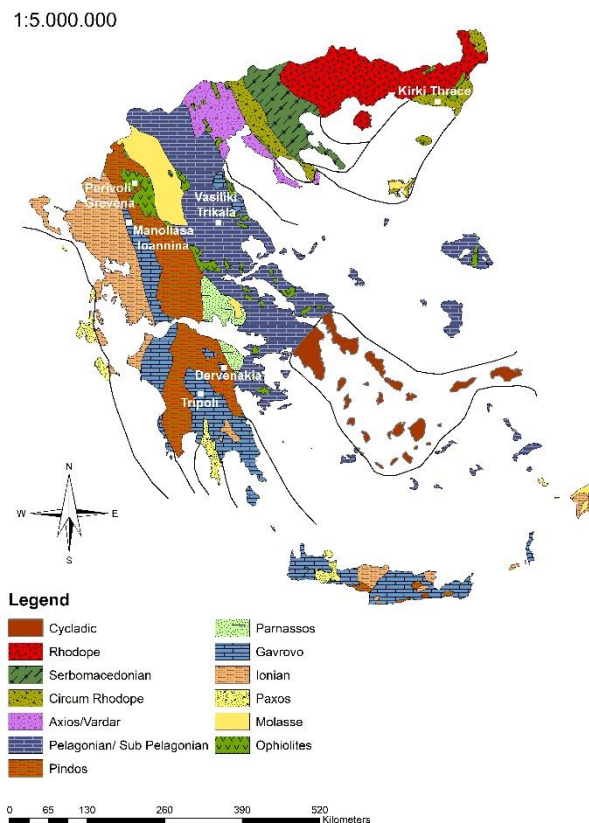 1:5.000.000
Kirki Thrace
Perivoli
Grevena
Vasiliki
Trikala
Manoliasa
Ioannina
Dervenakia
Tripoli
N
W
E
S
Legend
Cycladic
Rhodope
Serbomacedonian
Circum Rhodope
Axios/Vardar
Pelagonian/ Sub Pelagonian
Pindos
Parnassos
Gavrovo
Ionian
Paxos
Molasse
Ophiolites
0 65 130 260 390 520
Kilometers